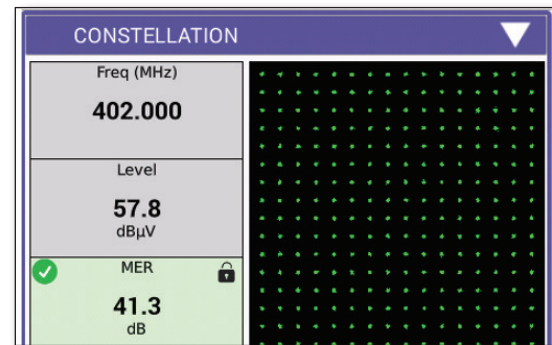 CONSTELLATION
Freq (MHz)
402.000
Level
57.8
dBµV
MER
41.3
dB